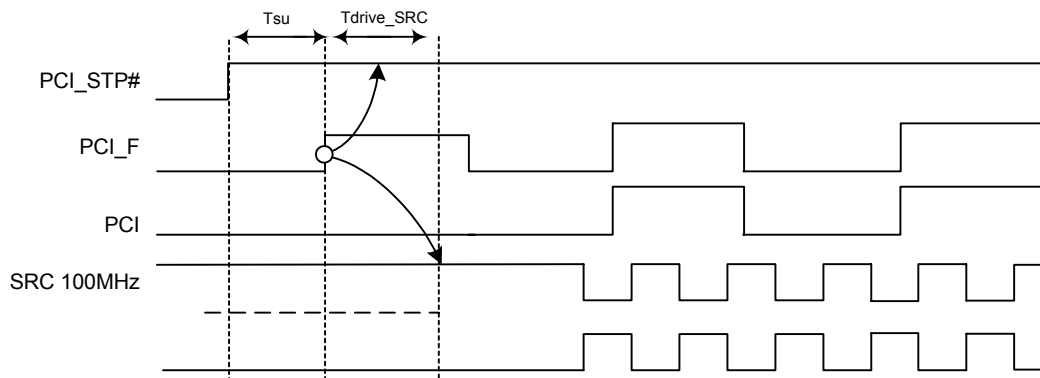 Tsu Tdrive_SRC
PCI_STP#
PCI_F
PCI
SRC 100MHz